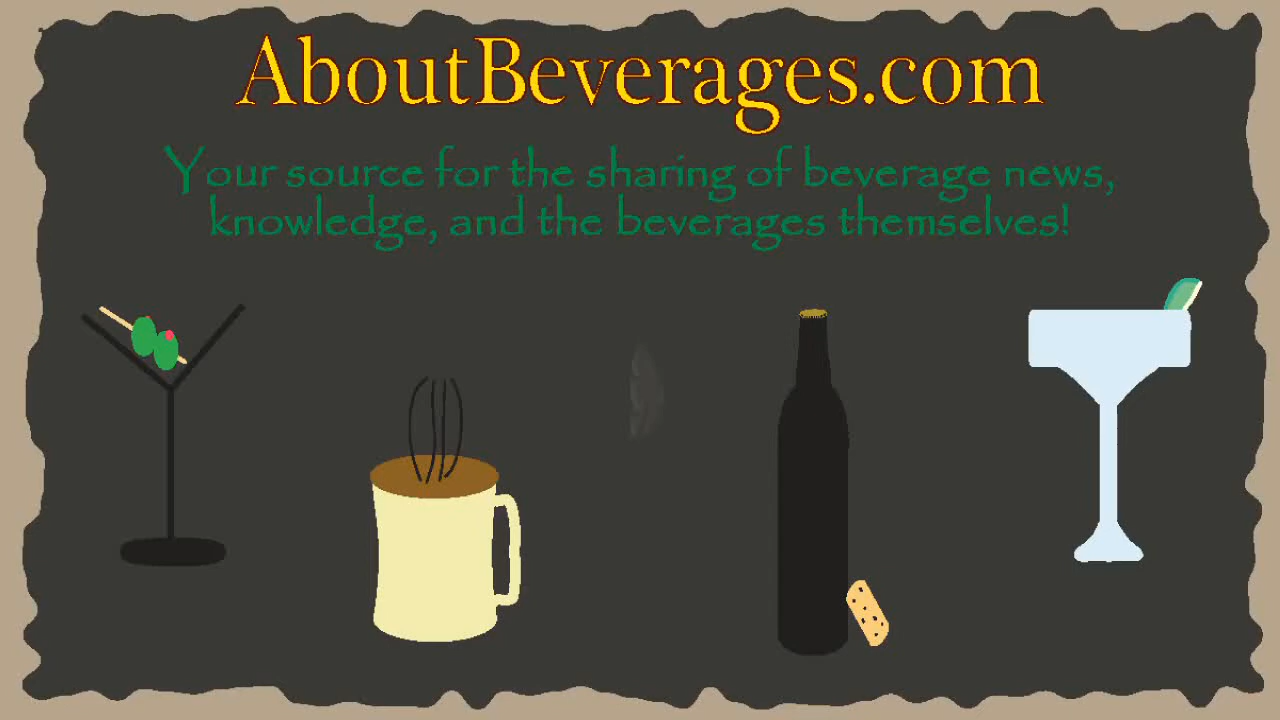 AboutBeverages.com
Your source for the sharing of beverage news,
knowledge, and the beverages themselves!